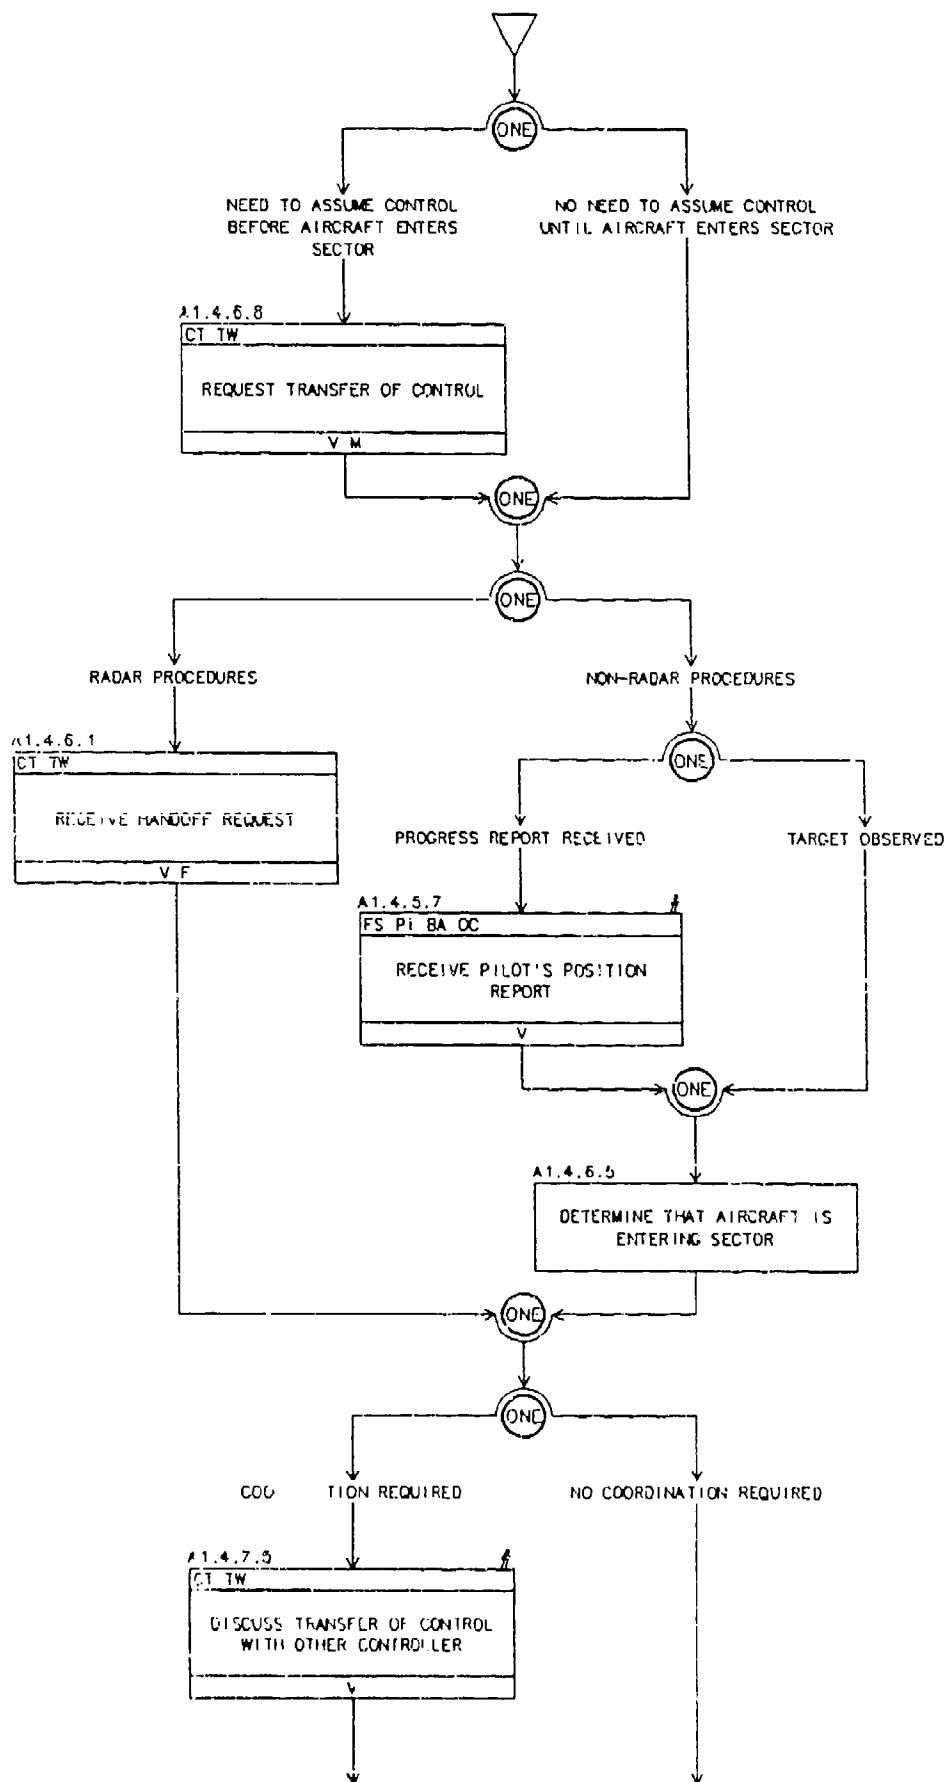 ONE
NEED TO ASSUME CONTROL
BEFORE AIRCRAFT ENTERS
SECTOR
NO NEED TO ASSUME CONTROL
UNTIL AIRCRAFT ENTERS SECTOR
A1.4.6.8
CT TW
REQUEST TRANSFER OF CONTROL
V M
ONE
ONE
RADAR PROCEDURES
NON-RADAR PROCEDURES
A1.4.6.1
CT TW
RECEIVE HANDOFF REQUEST
V F
ONE
PROGRESS REPORT RECEIVED
TARGET OBSERVED
A1.4.5.7
FS Pi BA OC
RECEIVE PILOT'S POSITION
REPORT
V
ONE
A1.4.6.5
DETERMINE THAT AIRCRAFT IS
ENTERING SECTOR
ONE
ONE
TION REQUIRED
NO COORDINATION REQUIRED
A1.4.7.5
CT TW
DISCUSS TRANSFER OF CONTROL
WITH OTHER CONTROLLER
V